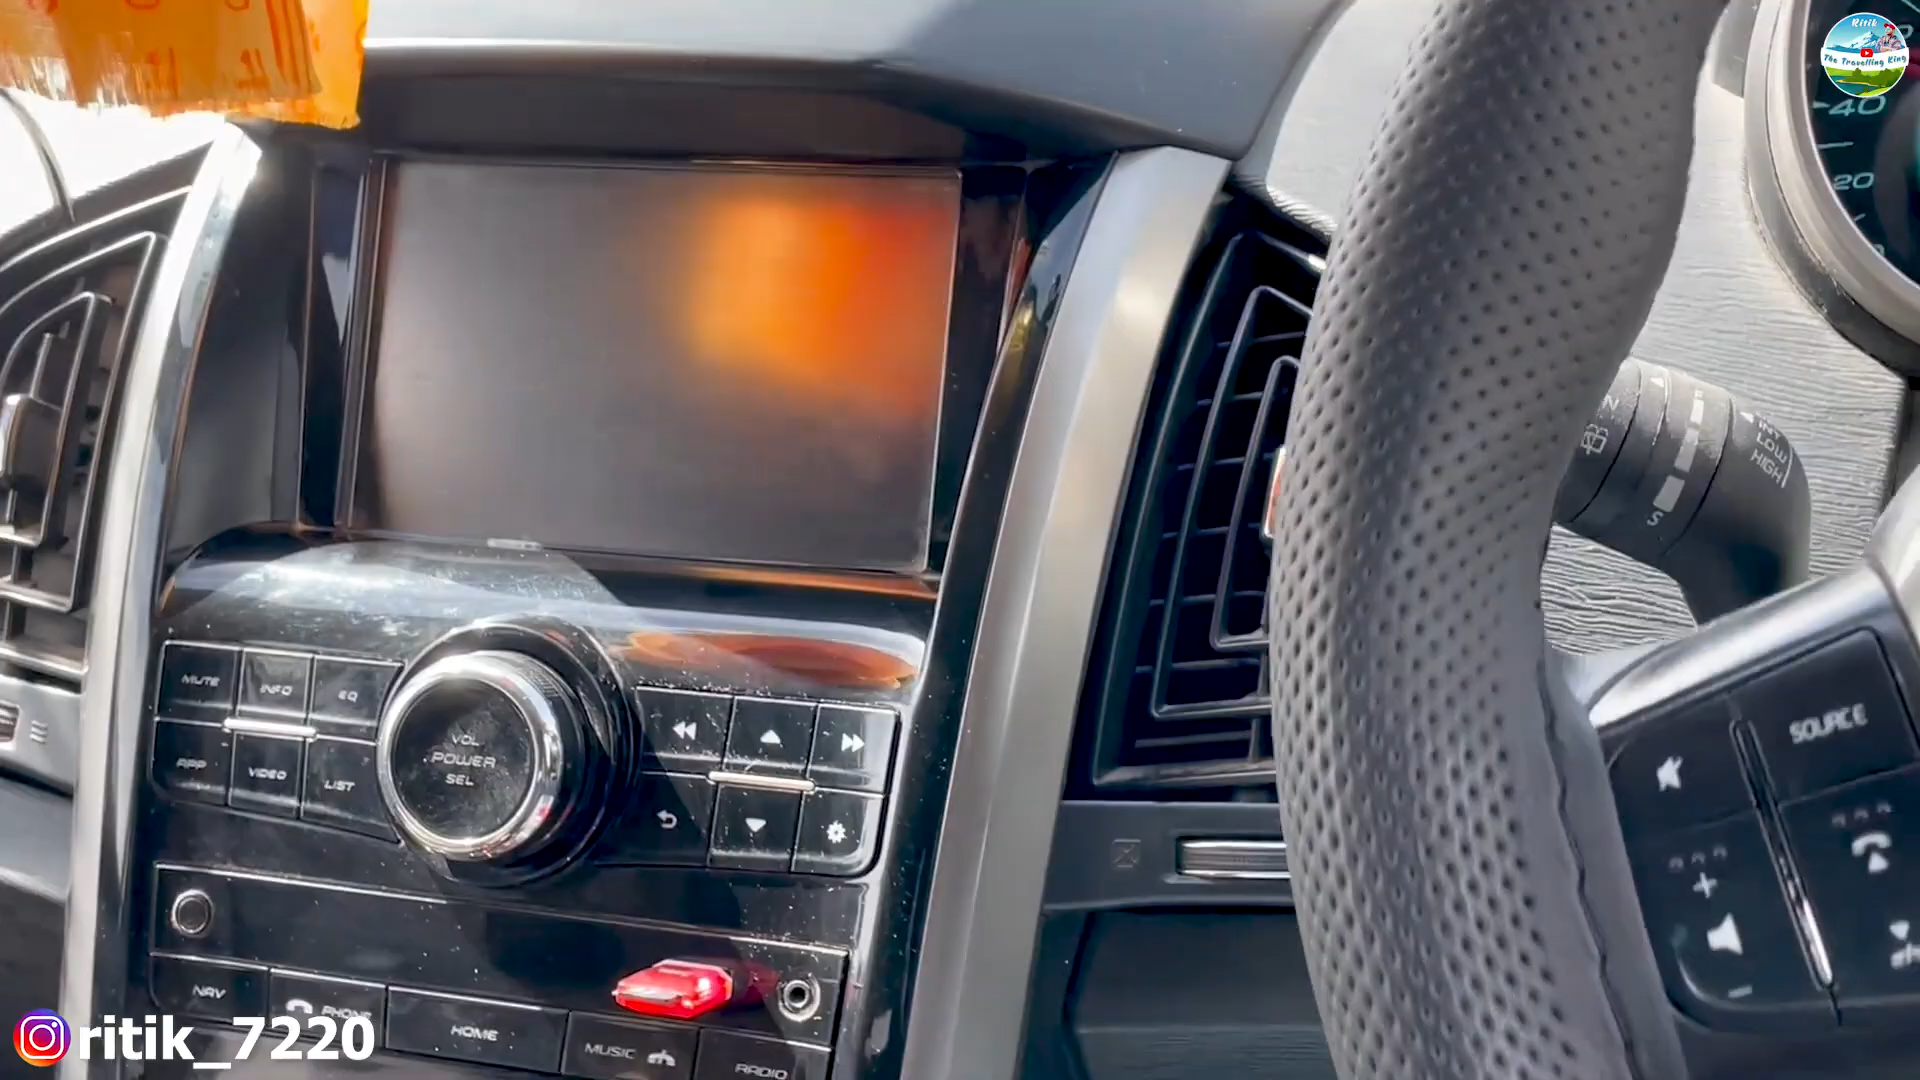 Ritik
The Travelling King
40
20
INT
LOW
HIGH
S
MUTE
INFO
EQ
APP
VIDEO
LIST
VOL
POWER
SEL
SOURCE
+
−
NAV
PHONE
HOME
MUSIC
RADIO
ritik_7220